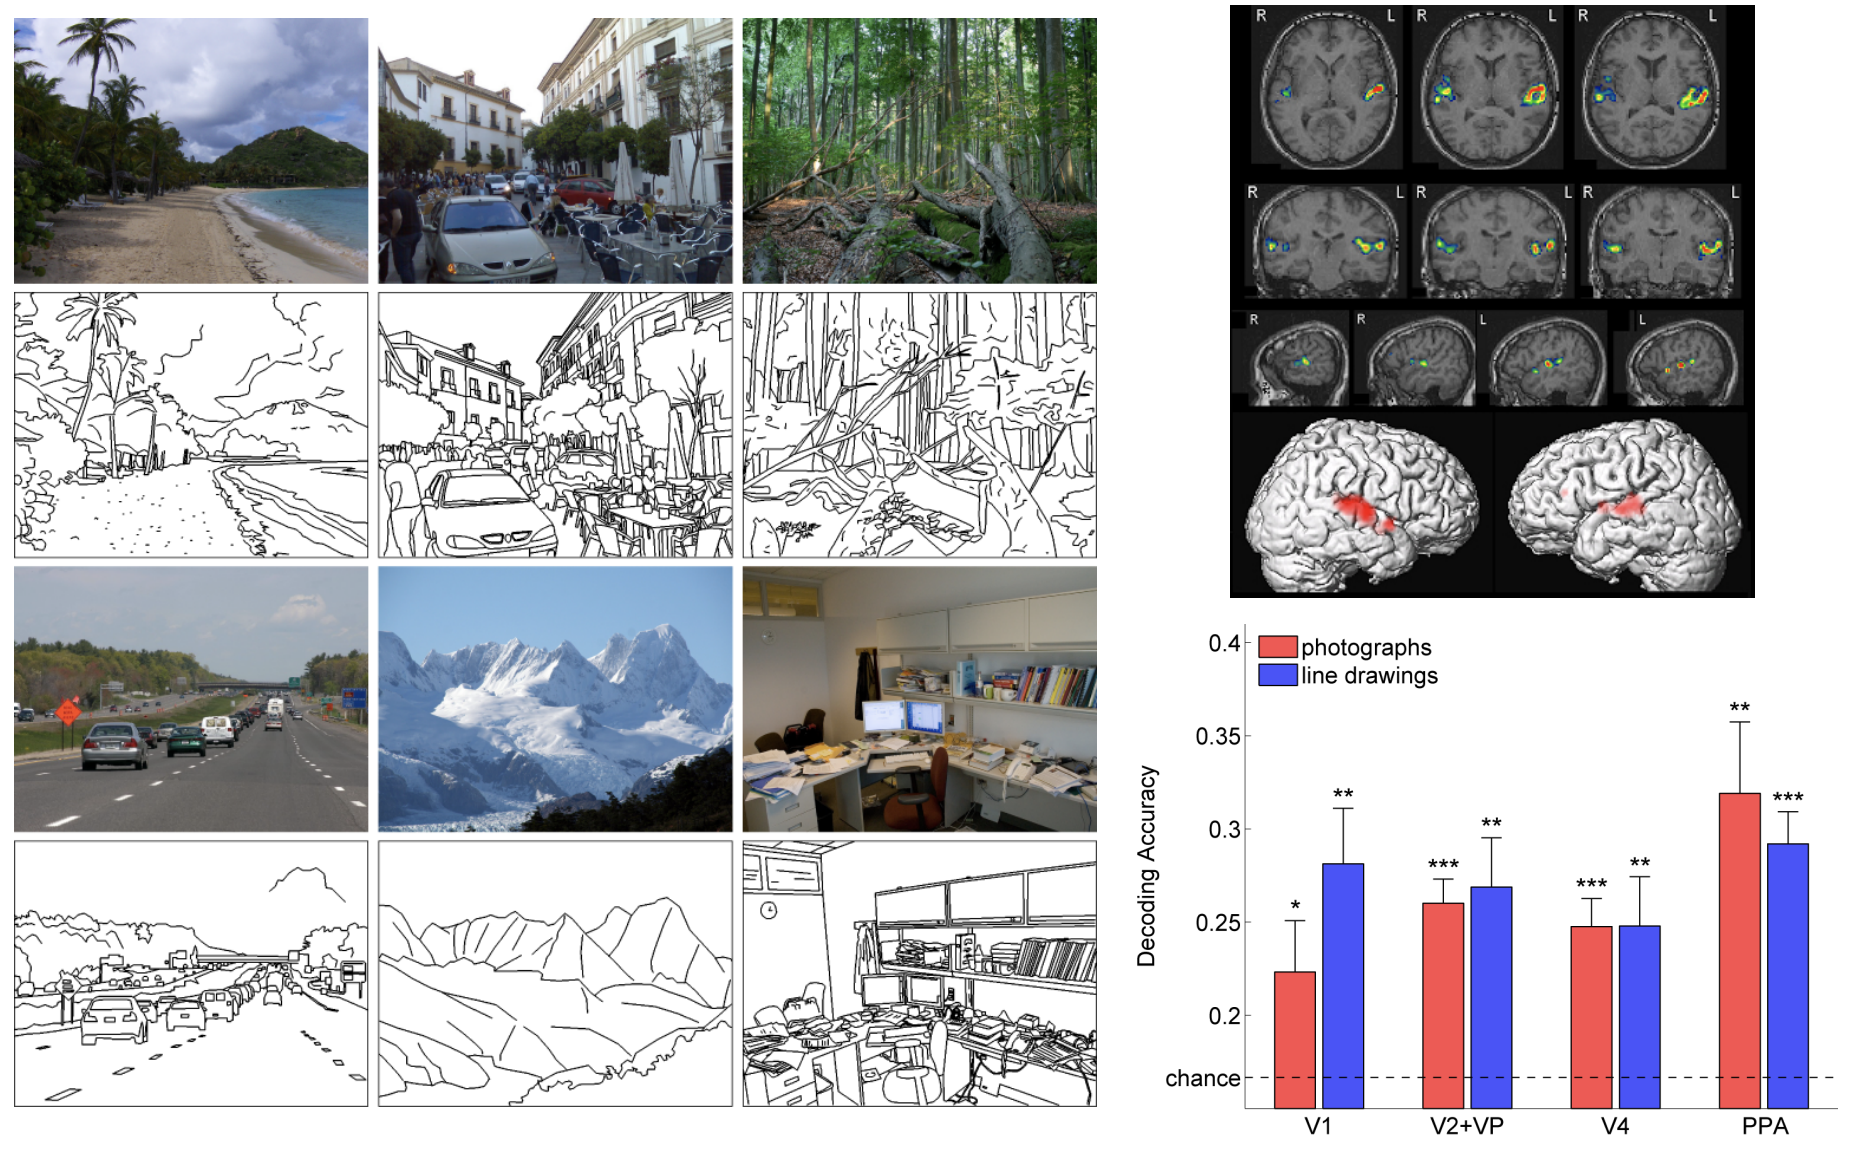 R L R L R L
R L R L R L
R R L L
0.4
0.35
0.3
0.25
0.2
chance
Decoding Accuracy
photographs
line drawings
* ** *** ** *** ** ** ***
V1 V2+VP V4 PPA